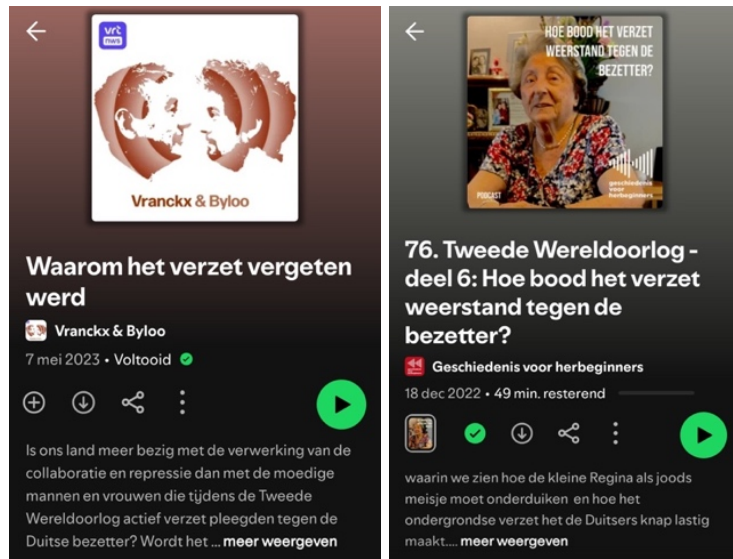 vrt
nws
Vranckx & Byloo
Waarom het verzet vergeten
werd
Vranckx & Byloo
7 mei 2023 • Voltooid
Is ons land meer bezig met de verwerking van de
collaboratie en repressie dan met de moedige
mannen en vrouwen die tijdens de Tweede
Wereldoorlog actief verzet pleegden tegen de
Duitse bezetter? Wordt het ... meer weergeven
HOE BOOD HET VERZET
WEERSTAND TEGEN DE
BEZETTER?
PODCAST
geschiedenis
voor
herbeginners
76. Tweede Wereldoorlog -
deel 6: Hoe bood het verzet
weerstand tegen de
bezetter?
Geschiedenis voor herbeginners
18 dec 2022 • 49 min. resterend
waarin we zien hoe de kleine Regina als joods
meisje moet onderduiken en hoe het
ondergrondse verzet het de Duitsers knap lastig
maakt.... meer weergeven